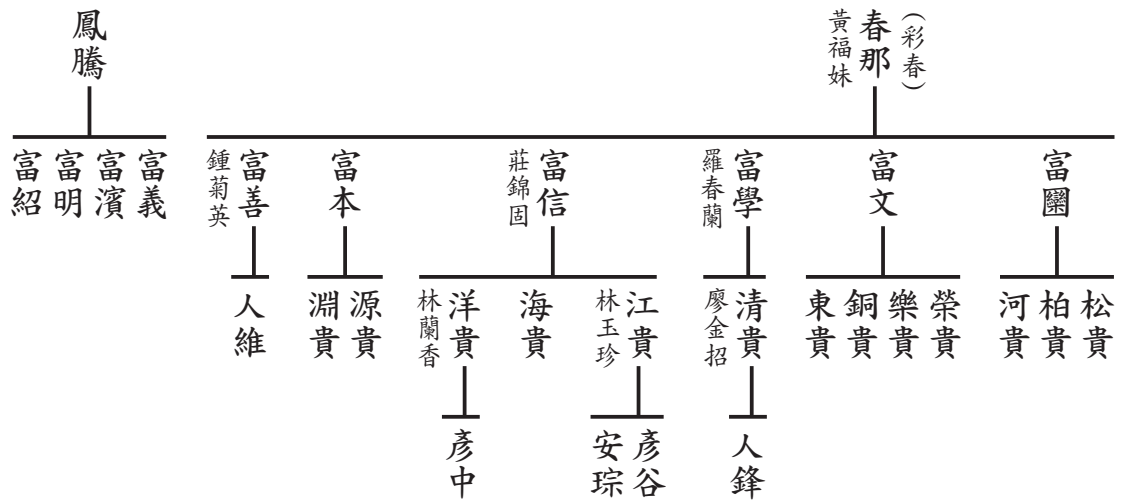 (彩春)
春那
黃福妹
鳳騰
富圞
富文
富學
羅春蘭
富信
莊錦固
富本
富善
鍾菊英
富義
富濱
富明
富紹
松貴
柏貴
河貴
榮貴
樂貴
銅貴
東貴
清貴
廖金招
江貴
林玉珍
海貴
洋貴
林蘭香
源貴
淵貴
人維
人鋒
彥谷
安琮
彥中